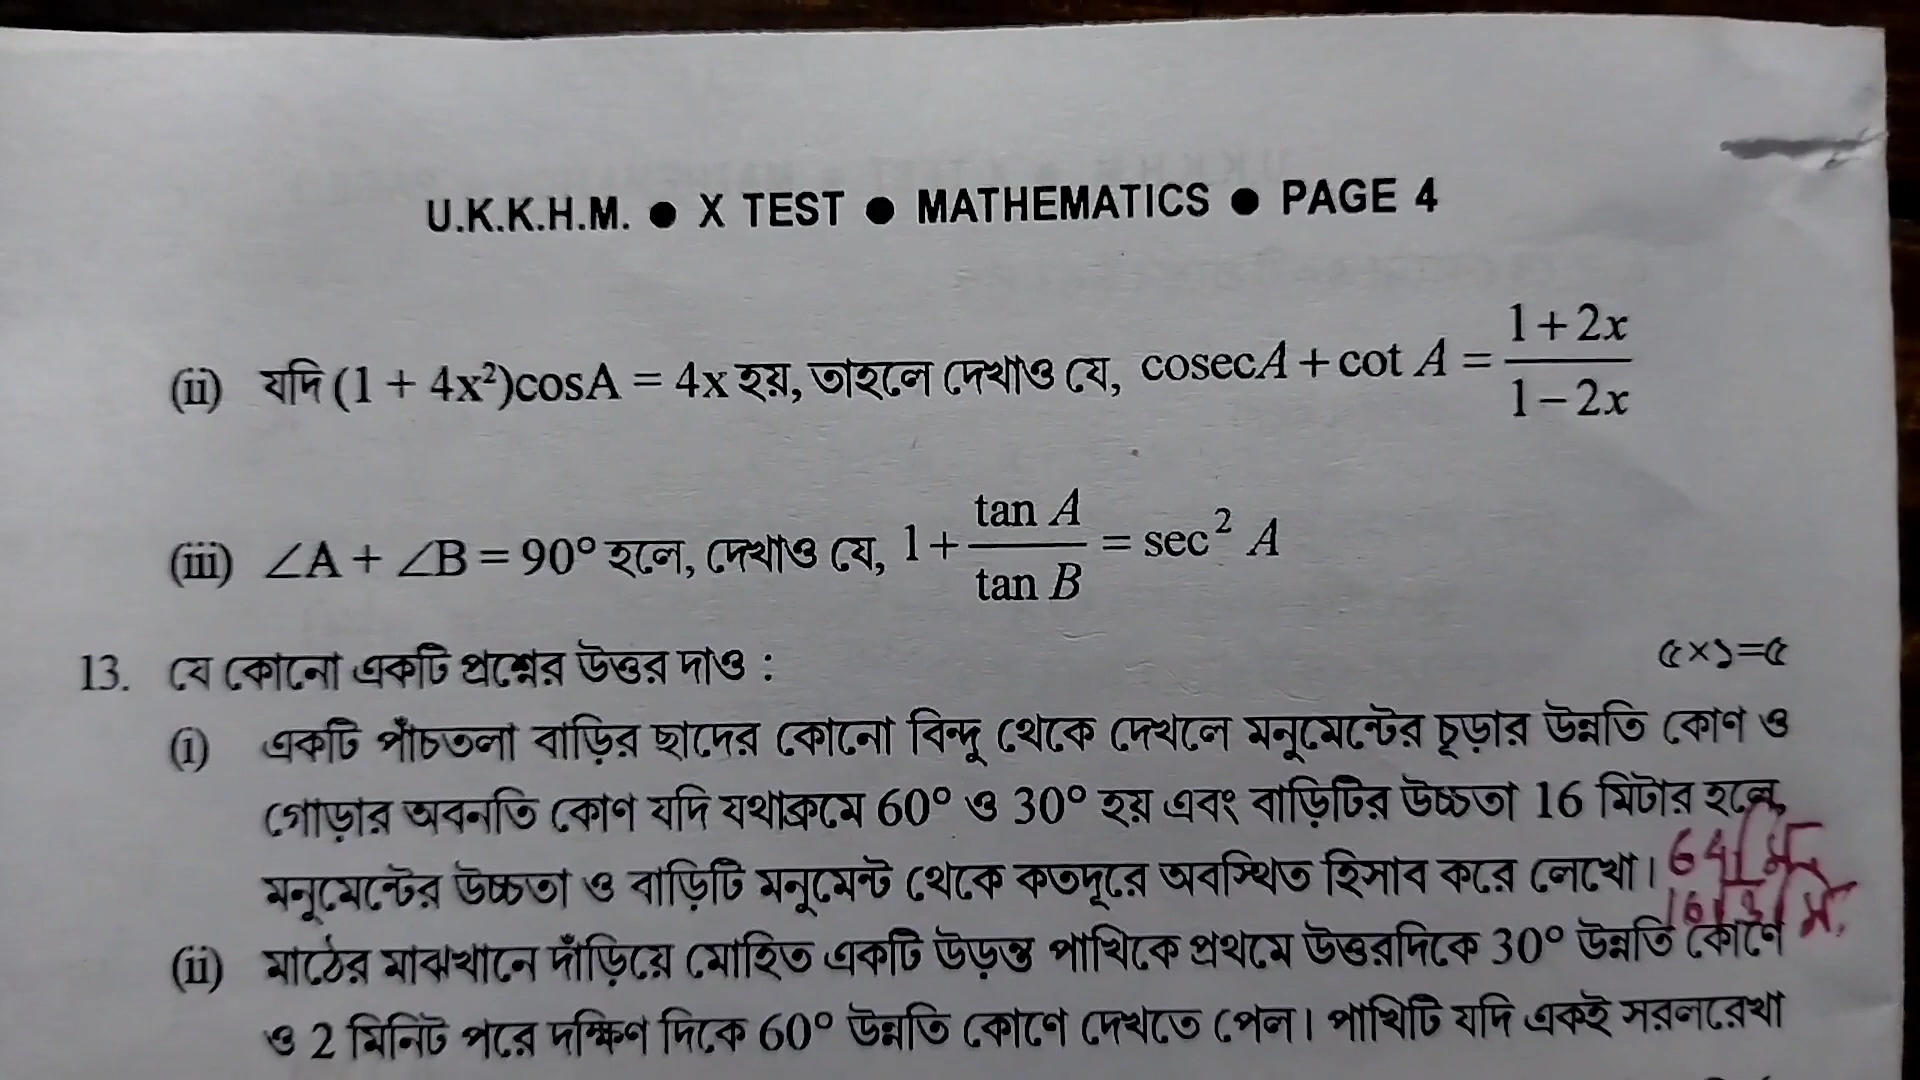 U.K.K.H.M. ● X TEST ● MATHEMATICS ● PAGE 4
(ii) যদি (1 + 4x²)cosA = 4x হয়, তাহলে দেখাও যে, cosecA + cot A = (1+2x)/(1−2x)
(iii) ∠A + ∠B = 90° হলে, দেখাও যে, 1 + tan A/tan B = sec² A
13. যে কোনো একটি প্রশ্নের উত্তর দাও : ৫×১=৫
(i) একটি পাঁচতলা বাড়ির ছাদের কোনো বিন্দু থেকে দেখলে মনুমেন্টের চূড়ার উন্নতি কোণ ও
গোড়ার অবনতি কোণ যদি যথাক্রমে 60° ও 30° হয় এবং বাড়িটির উচ্চতা 16 মিটার হলে,
মনুমেন্টের উচ্চতা ও বাড়িটি মনুমেন্ট থেকে কতদূরে অবস্থিত হিসাব করে লেখো। 64 মি
16√3 মি.
(ii) মাঠের মাঝখানে দাঁড়িয়ে মোহিত একটি উড়ন্ত পাখিকে প্রথমে উত্তরদিকে 30° উন্নতি কোণে
ও 2 মিনিট পরে দক্ষিণ দিকে 60° উন্নতি কোণে দেখতে পেল। পাখিটি যদি একই সরলরেখা